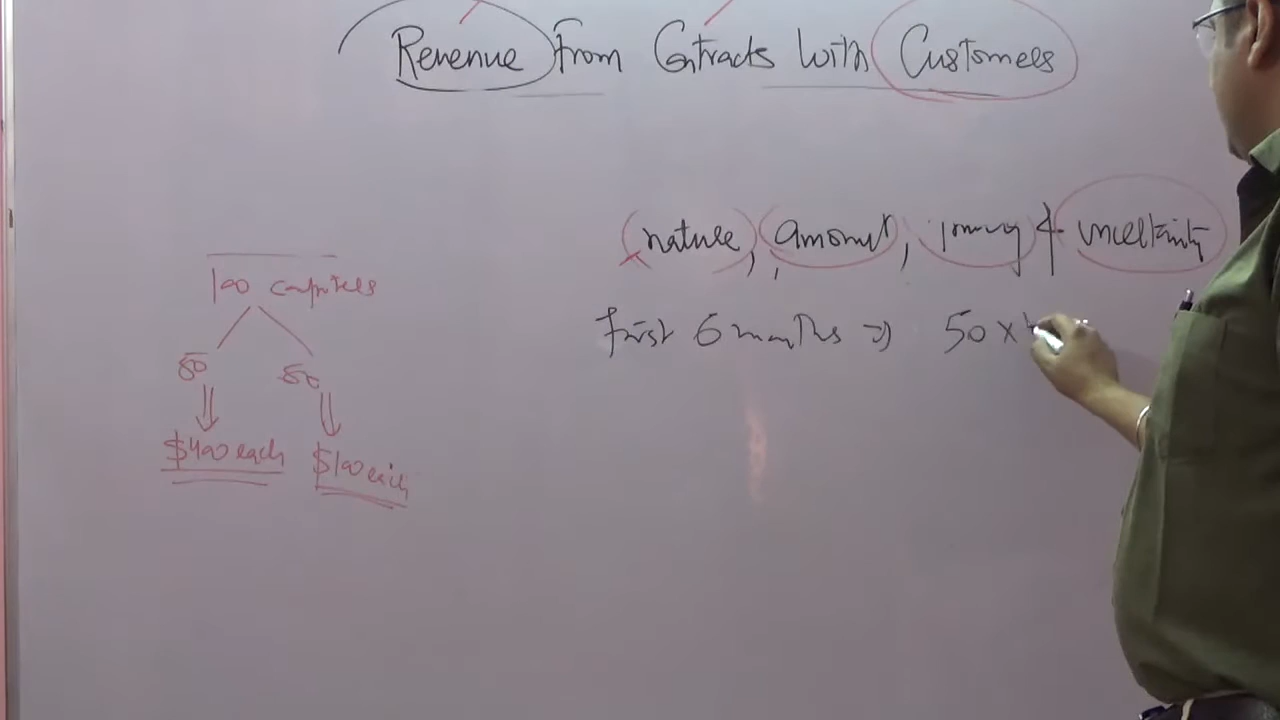 Revenue From Contracts with Customers
nature, amount, timing & uncertainity
First 6 months ⇒ 50 ×
100 computers
50 50
$400 each $100 each